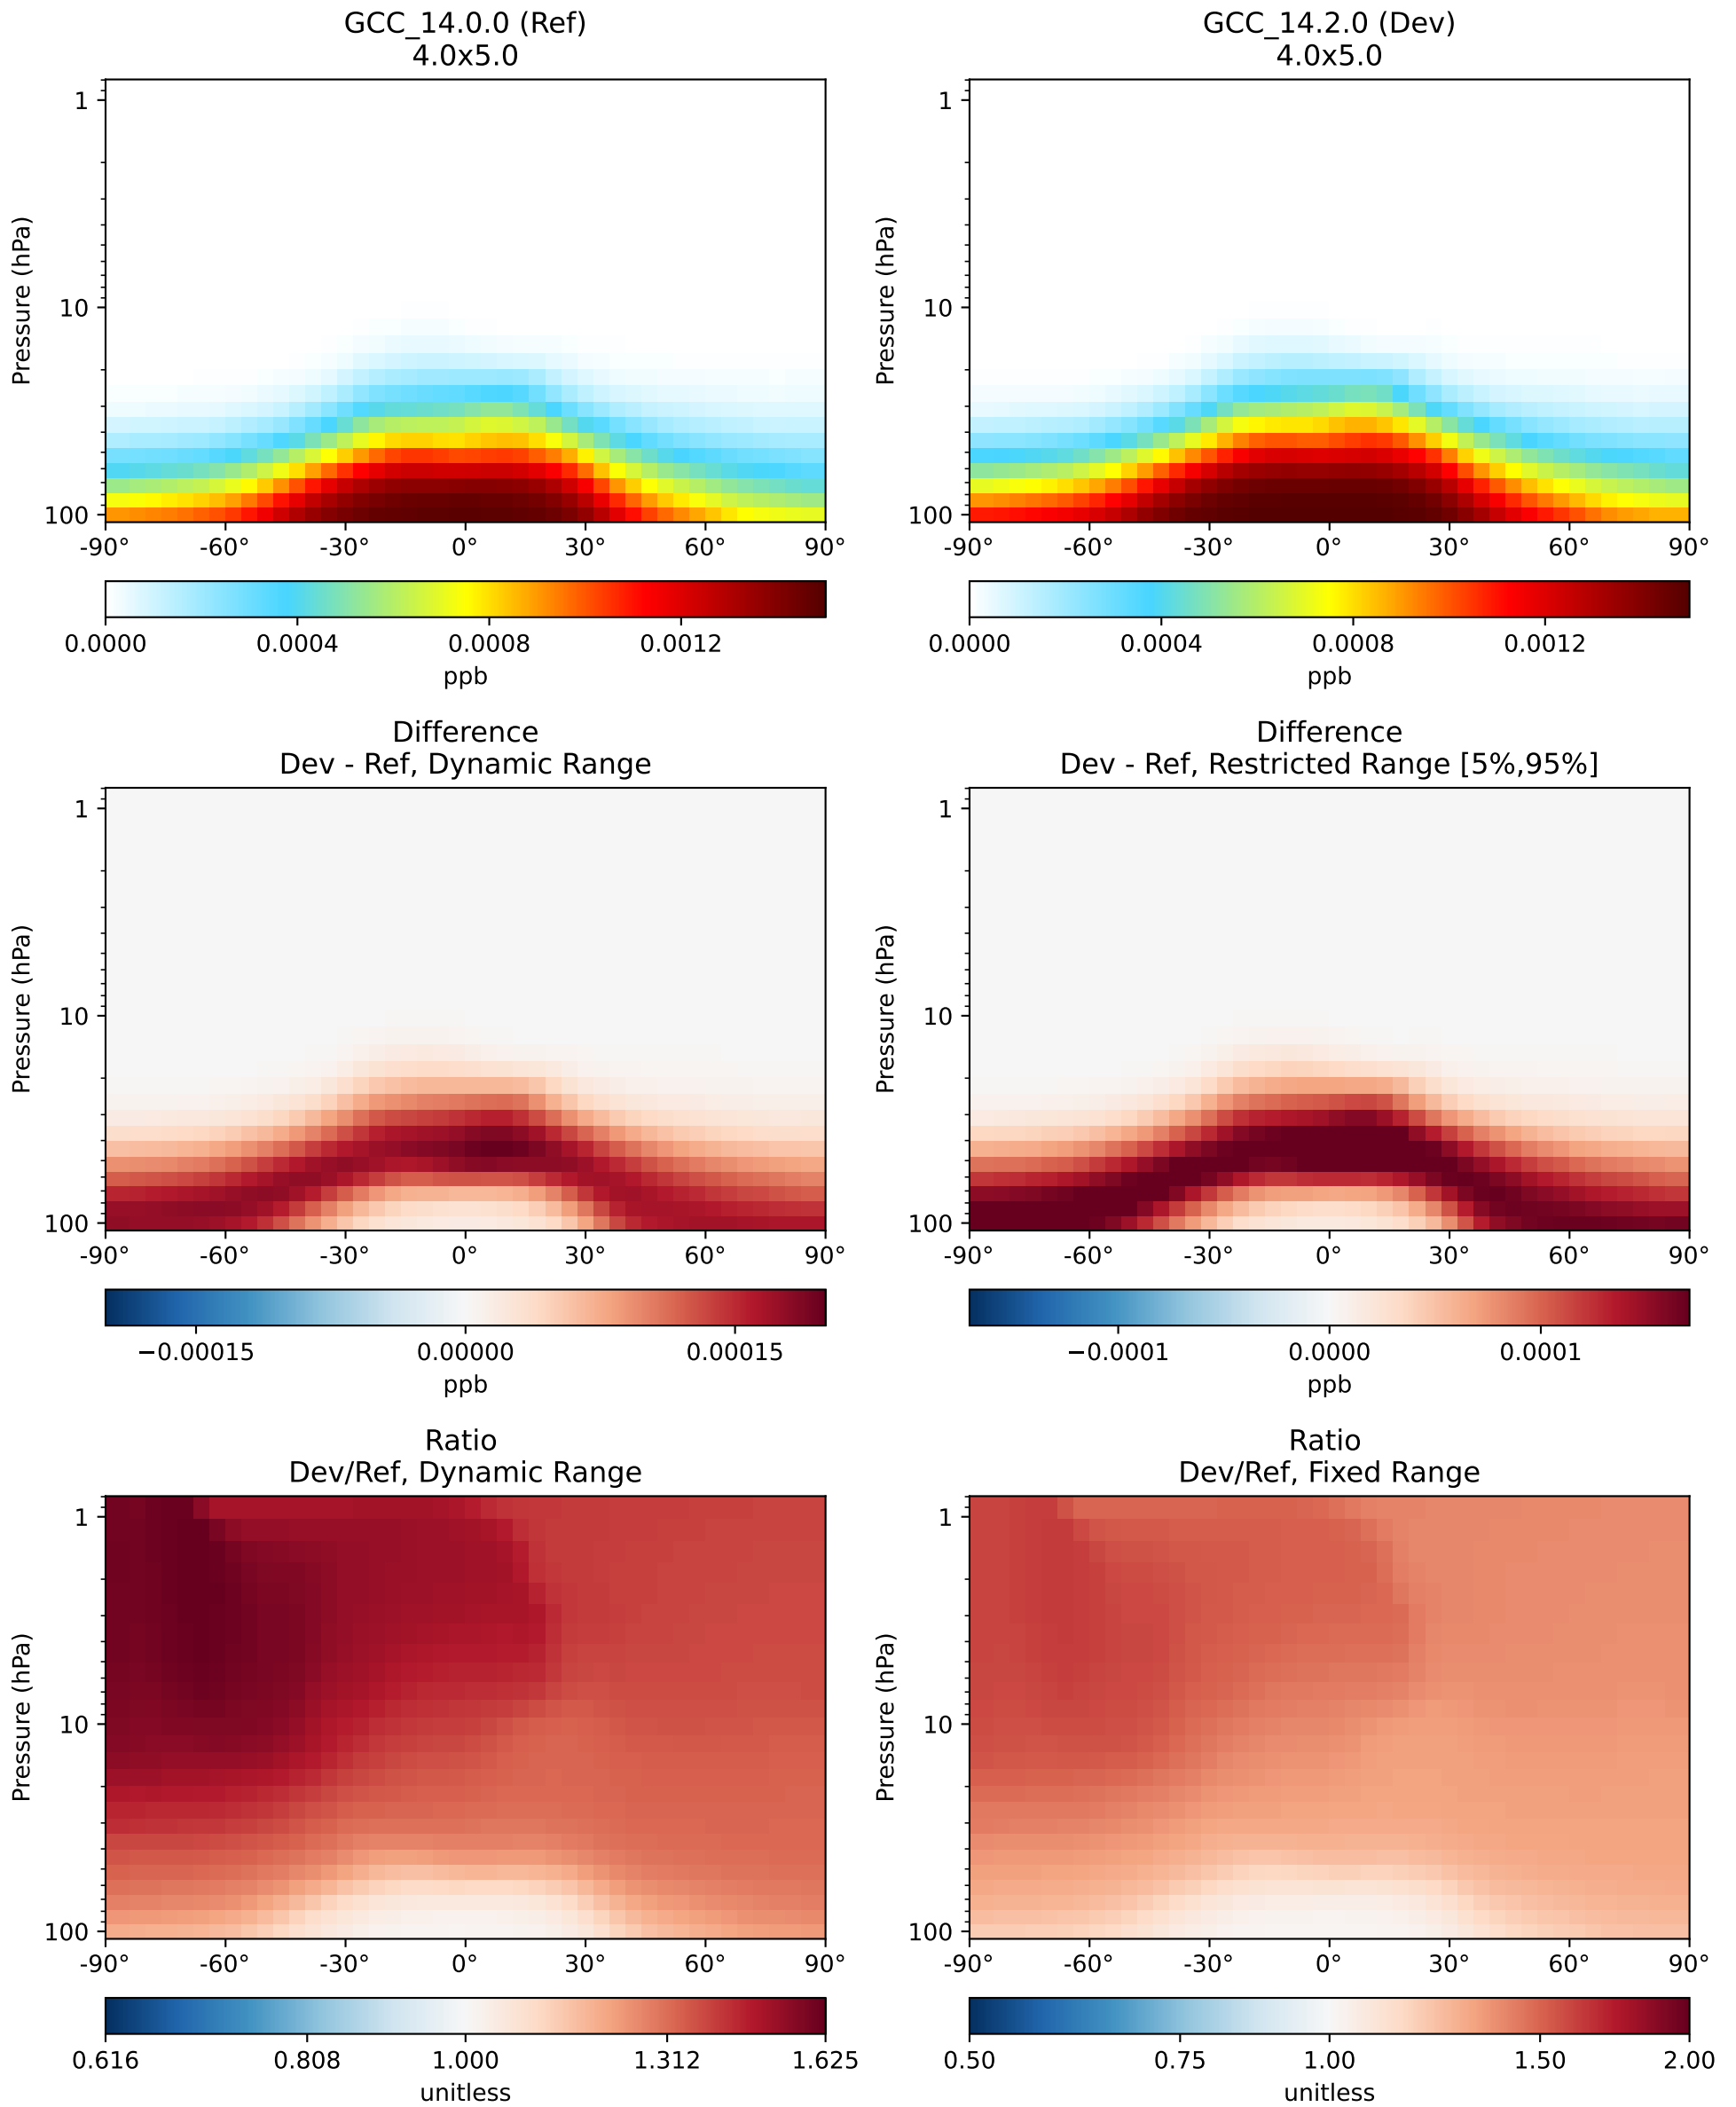 GCC_14.0.0 (Ref)
4.0x5.0
1
10
100
Pressure (hPa)
-90° -60° -30° 0° 30° 60° 90°
0.0000 0.0004 0.0008 0.0012
ppb
GCC_14.2.0 (Dev)
4.0x5.0
1
10
100
Pressure (hPa)
-90° -60° -30° 0° 30° 60° 90°
0.0000 0.0004 0.0008 0.0012
ppb
Difference
Dev - Ref, Dynamic Range
1
10
100
Pressure (hPa)
-90° -60° -30° 0° 30° 60° 90°
−0.00015 0.00000 0.00015
ppb
Difference
Dev - Ref, Restricted Range [5%,95%]
1
10
100
Pressure (hPa)
-90° -60° -30° 0° 30° 60° 90°
−0.0001 0.0000 0.0001
ppb
Ratio
Dev/Ref, Dynamic Range
1
10
100
Pressure (hPa)
-90° -60° -30° 0° 30° 60° 90°
0.616 0.808 1.000 1.312 1.625
unitless
Ratio
Dev/Ref, Fixed Range
1
10
100
Pressure (hPa)
-90° -60° -30° 0° 30° 60° 90°
0.50 0.75 1.00 1.50 2.00
unitless